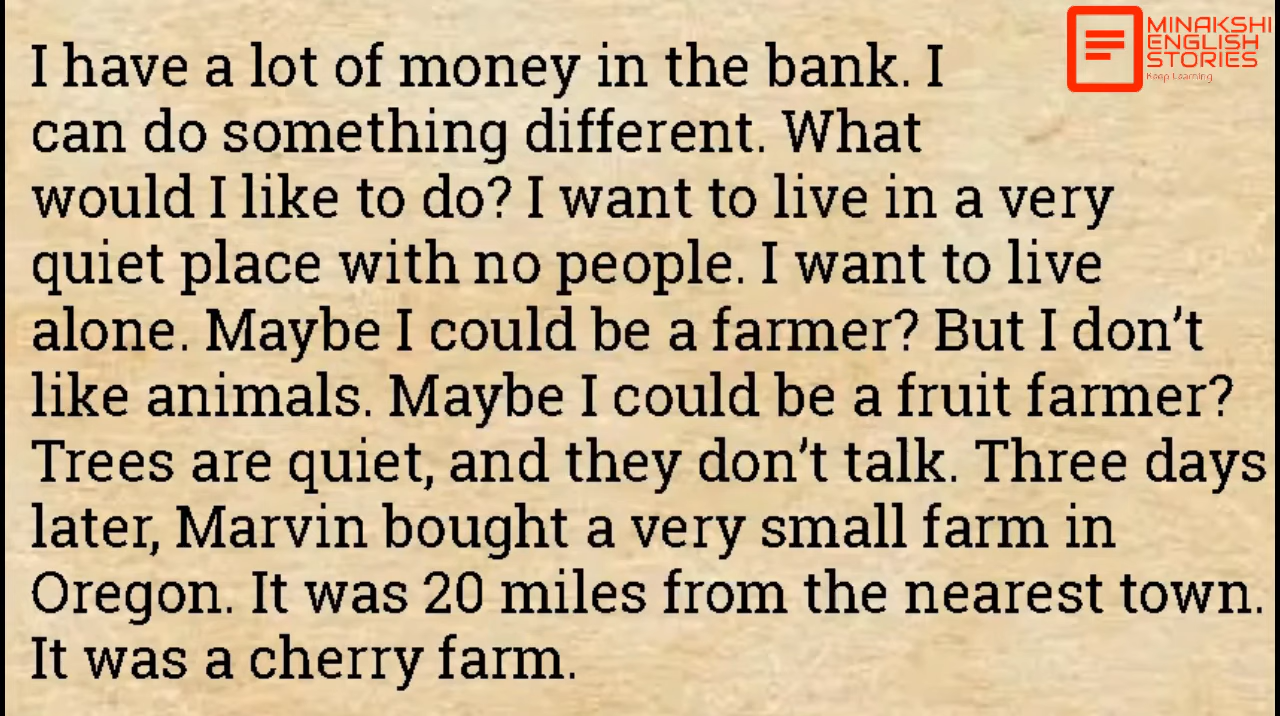 I have a lot of money in the bank. I
can do something different. What
would I like to do? I want to live in a very
quiet place with no people. I want to live
alone. Maybe I could be a farmer? But I don't
like animals. Maybe I could be a fruit farmer?
Trees are quiet, and they don't talk. Three days
later, Marvin bought a very small farm in
Oregon. It was 20 miles from the nearest town.
It was a cherry farm.
MINAKSHI
ENGLISH
STORIES
Keep Learning